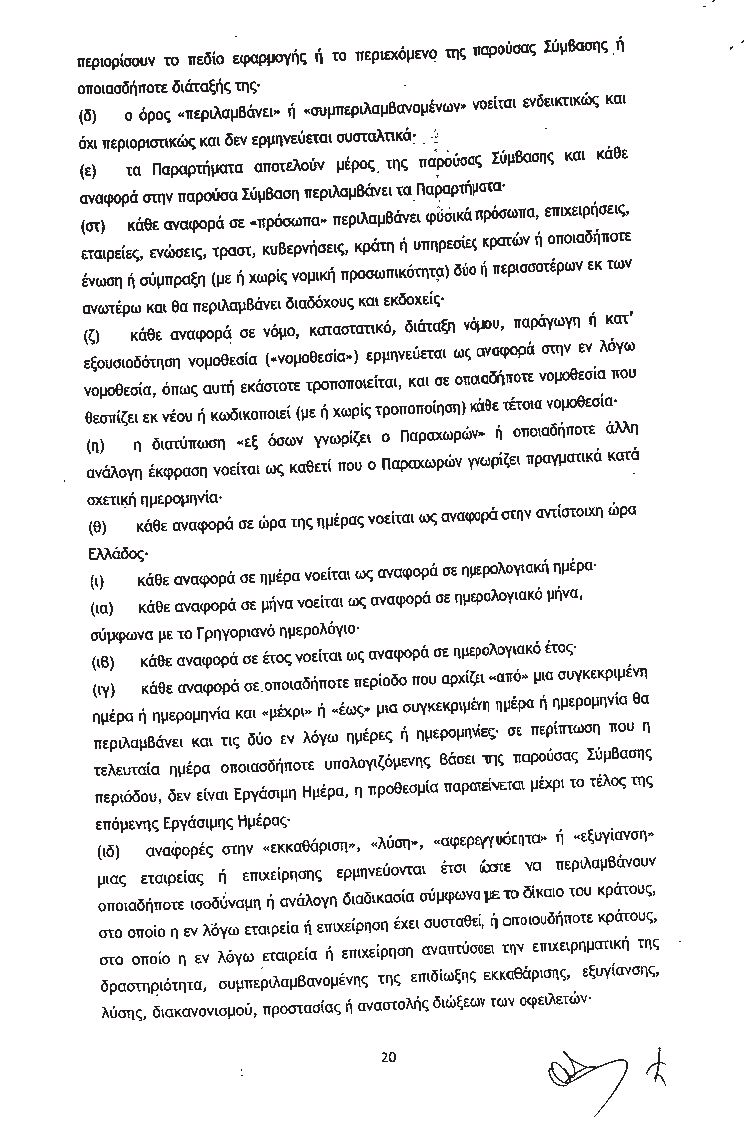 περιορίσουν το πεδίο εφαρμογής ή το περιεχόμενο της παρούσας Σύμβασης ή
οποιασδήποτε διάταξής της·
(δ) ο όρος «περιλαμβάνει» ή «συμπεριλαμβανομένων» νοείται ενδεικτικώς και
όχι περιοριστικώς και δεν ερμηνεύεται συσταλτικά·
(ε) τα Παραρτήματα αποτελούν μέρος της παρούσας Σύμβασης και κάθε
αναφορά στην παρούσα Σύμβαση περιλαμβάνει τα Παραρτήματα·
(στ) κάθε αναφορά σε «πρόσωπα» περιλαμβάνει φυσικά πρόσωπα, επιχειρήσεις,
εταιρείες, ενώσεις, τραστ, κυβερνήσεις, κράτη ή υπηρεσίες κρατών ή οποιαδήποτε
ένωση ή σύμπραξη (με ή χωρίς νομική προσωπικότητα) δύο ή περισσοτέρων εκ των
ανωτέρω και θα περιλαμβάνει διαδόχους και εκδοχείς·
(ζ) κάθε αναφορά σε νόμο, καταστατικό, διάταξη νόμου, παράγωγη ή κατ'
εξουσιοδότηση νομοθεσία («νομοθεσία») ερμηνεύεται ως αναφορά στην εν λόγω
νομοθεσία, όπως αυτή εκάστοτε τροποποιείται, και σε οποιαδήποτε νομοθεσία που
θεσπίζει εκ νέου ή κωδικοποιεί (με ή χωρίς τροποποίηση) κάθε τέτοια νομοθεσία·
(η) η διατύπωση «εξ όσων γνωρίζει ο Παραχωρών» ή οποιαδήποτε άλλη
ανάλογη έκφραση νοείται ως καθετί που ο Παραχωρών γνωρίζει πραγματικά κατά
σχετική ημερομηνία·
(θ) κάθε αναφορά σε ώρα της ημέρας νοείται ως αναφορά στην αντίστοιχη ώρα
Ελλάδος·
(ι) κάθε αναφορά σε ημέρα νοείται ως αναφορά σε ημερολογιακή ημέρα·
(ια) κάθε αναφορά σε μήνα νοείται ως αναφορά σε ημερολογιακό μήνα,
σύμφωνα με το Γρηγοριανό ημερολόγιο·
(ιβ) κάθε αναφορά σε έτος νοείται ως αναφορά σε ημερολογιακό έτος·
(ιγ) κάθε αναφορά σε οποιαδήποτε περίοδο που αρχίζει «από» μια συγκεκριμένη
ημέρα ή ημερομηνία και «μέχρι» ή «έως» μια συγκεκριμένη ημέρα ή ημερομηνία θα
περιλαμβάνει και τις δύο εν λόγω ημέρες ή ημερομηνίες· σε περίπτωση που η
τελευταία ημέρα οποιασδήποτε υπολογιζόμενης βάσει της παρούσας Σύμβασης
περιόδου, δεν είναι Εργάσιμη Ημέρα, η προθεσμία παρατείνεται μέχρι το τέλος της
επόμενης Εργάσιμης Ημέρας·
(ιδ) αναφορές στην «εκκαθάριση», «λύση», «αφερεγγυότητα» ή «εξυγίανση»
μιας εταιρείας ή επιχείρησης ερμηνεύονται έτσι ώστε να περιλαμβάνουν
οποιαδήποτε ισοδύναμη ή ανάλογη διαδικασία σύμφωνα με το δίκαιο του κράτους,
στο οποίο η εν λόγω εταιρεία ή επιχείρηση έχει συσταθεί, ή οποιουδήποτε κράτους,
στο οποίο η εν λόγω εταιρεία ή επιχείρηση αναπτύσσει την επιχειρηματική της
δραστηριότητα, συμπεριλαμβανομένης της επιδίωξης εκκαθάρισης, εξυγίανσης,
λύσης, διακανονισμού, προστασίας ή αναστολής διώξεων των οφειλετών·
20